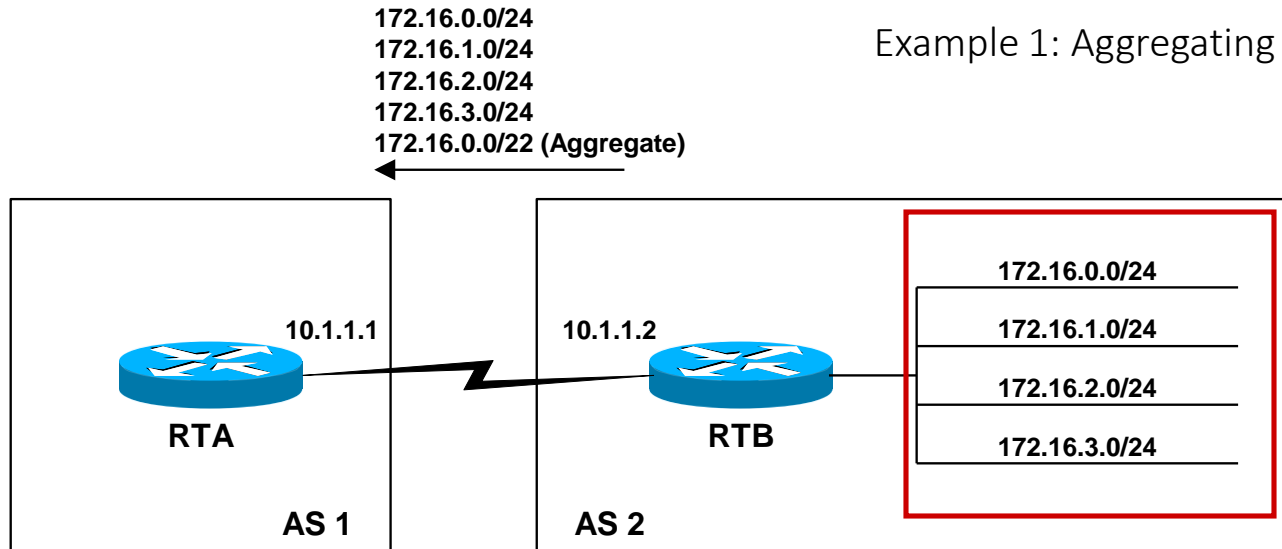 172.16.0.0/24
172.16.1.0/24
172.16.2.0/24
172.16.3.0/24
172.16.0.0/22 (Aggregate)
Example 1: Aggregating
172.16.0.0/24
10.1.1.1
10.1.1.2
172.16.1.0/24
172.16.2.0/24
RTA
RTB
172.16.3.0/24
AS 1
AS 2